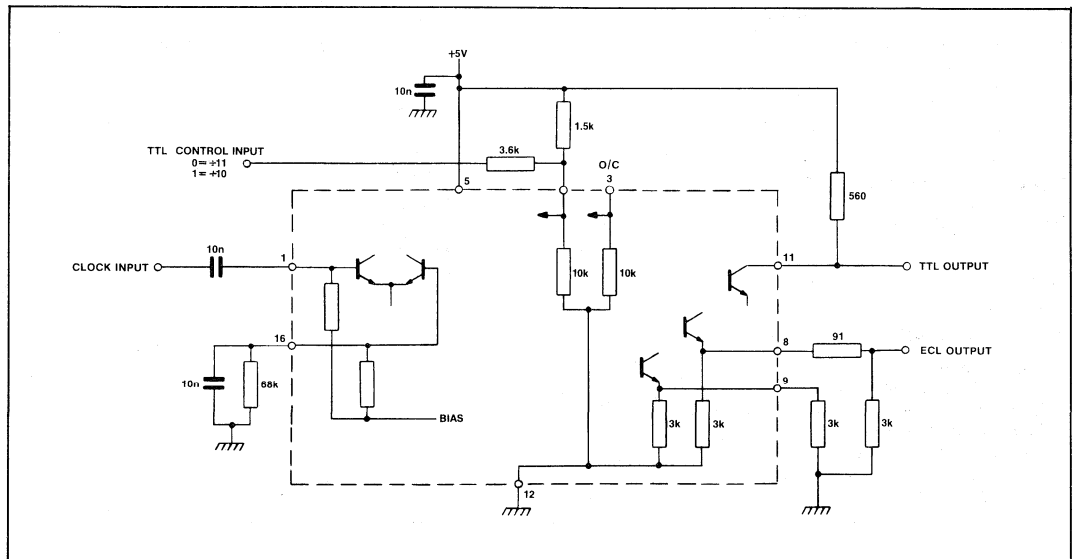 +5V
10n
1.5k
TTL CONTROL INPUT
0 = ÷11
1 = ÷10
3.6k
O/C
5
3
560
10n
CLOCK INPUT
1
10k
10k
11
TTL OUTPUT
16
8
91
ECL OUTPUT
10n
68k
9
BIAS
3k
3k
3k
3k
12